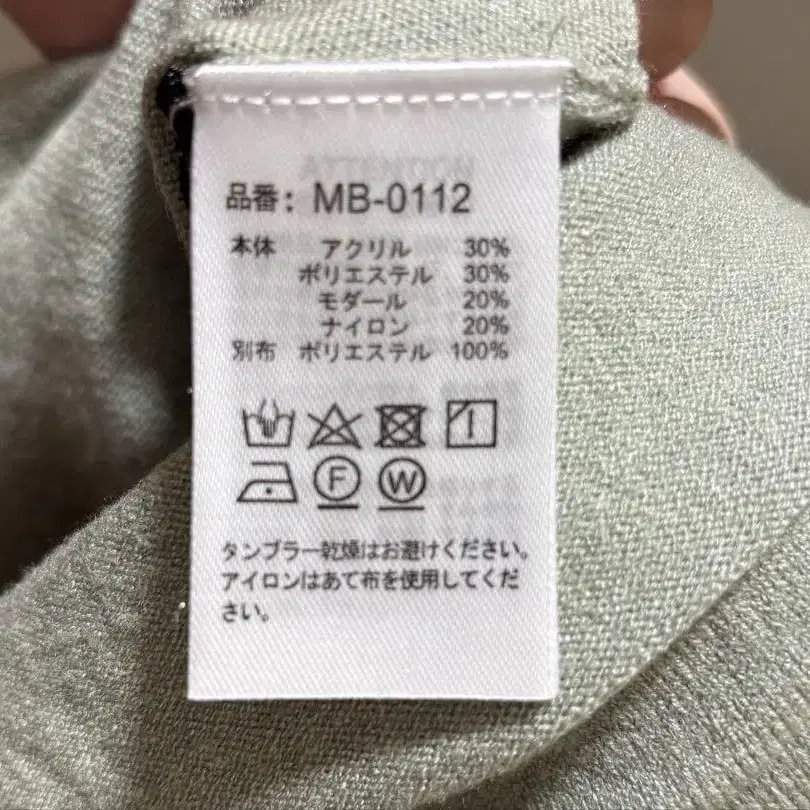 品番: MB-0112
本体 アクリル 30%
ポリエステル 30%
モダール 20%
ナイロン 20%
別布 ポリエステル 100%
F W
タンブラー乾燥はお避けください。
アイロンはあて布を使用してくだ
さい。